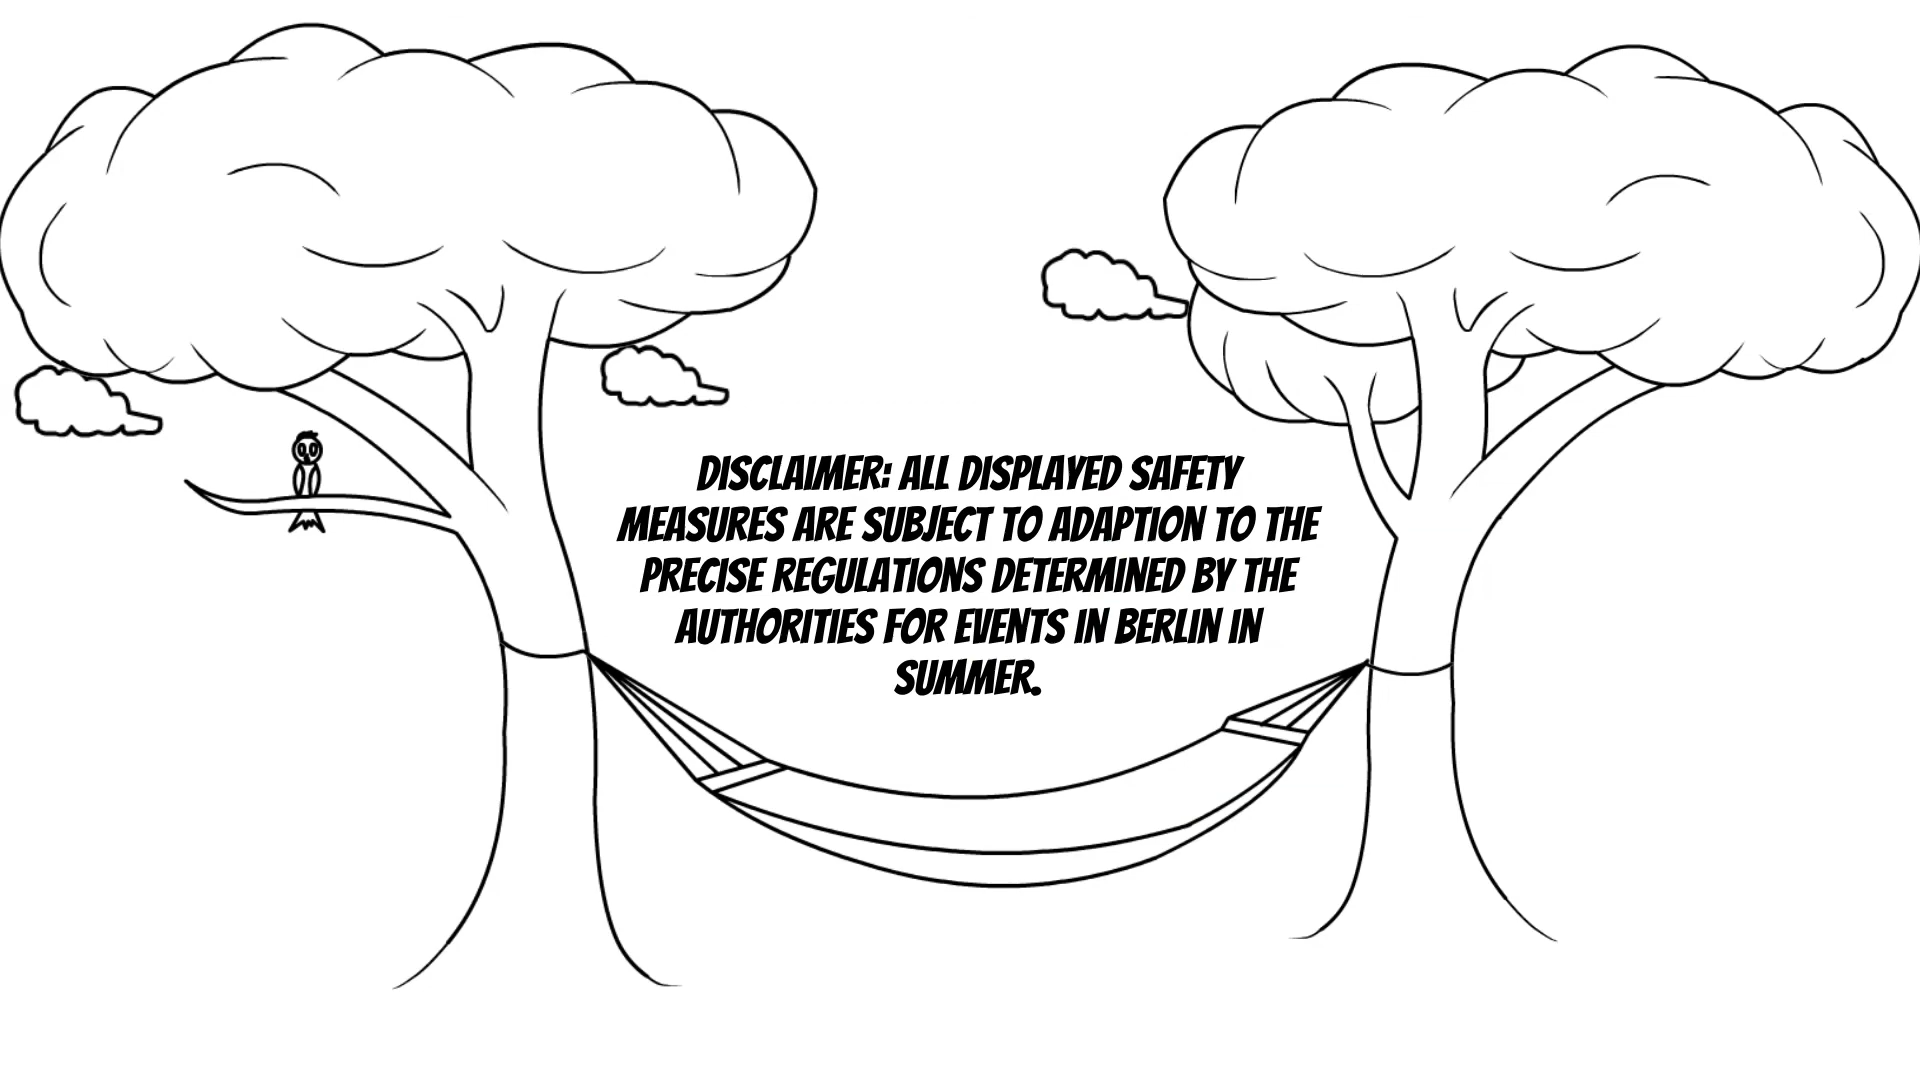 DISCLAIMER: ALL DISPLAYED SAFETY
MEASURES ARE SUBJECT TO ADAPTION TO THE
PRECISE REGULATIONS DETERMINED BY THE
AUTHORITIES FOR EVENTS IN BERLIN IN
SUMMER.